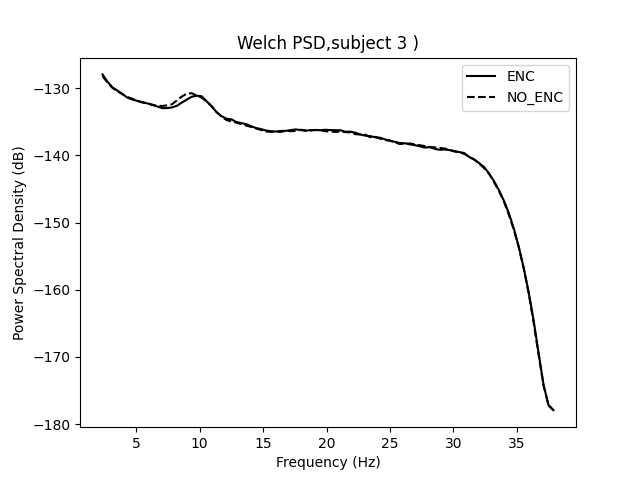 Welch PSD,subject 3 )
ENC
NO_ENC
Power Spectral Density (dB)
−130
−140
−150
−160
−170
−180
5 10 15 20 25 30 35
Frequency (Hz)